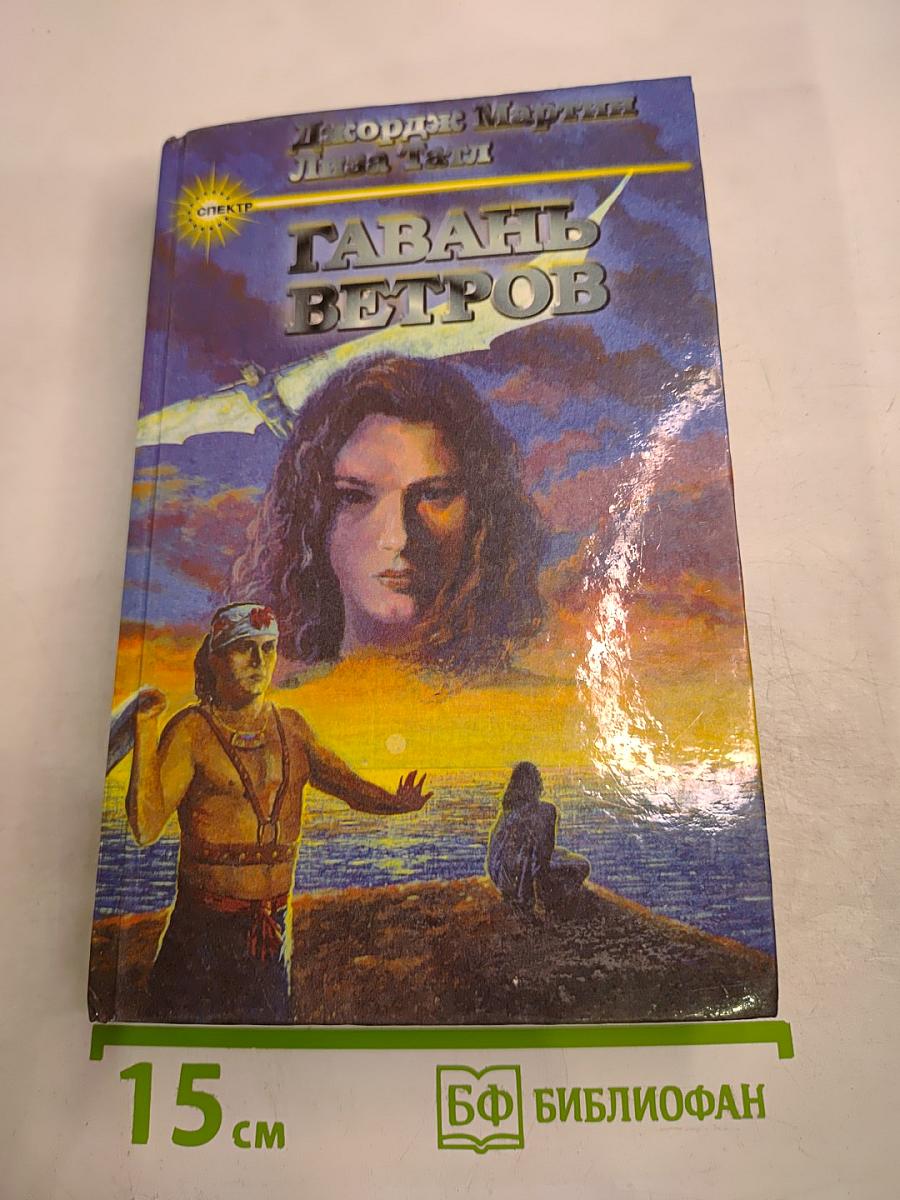 Джордж Мартин
Лиза Татл
СПЕКТР
ГАВАНЬ
ВЕТРОВ
15 см
БФ БИБЛИОФАН